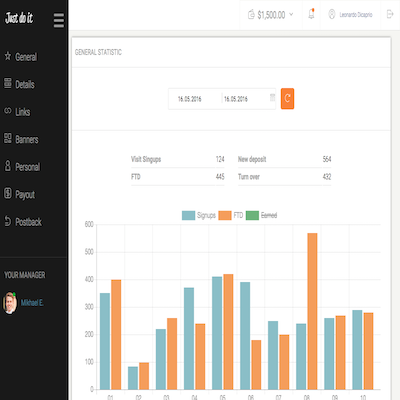 Just do it
$1,500.00
Leonardo Dicaprio
General
Details
Links
Banners
Personal
Payout
Postback
YOUR MANAGER
Mikhael E.
GENERAL STATISTIC
16.05.2016
16.05.2016
Visit Singups 124
New deposit 564
FTD 445
Turn over 432
Signups FTD Earned
600
500
400
300
200
100
0
01 02 03 04 05 06 07 08 09 10